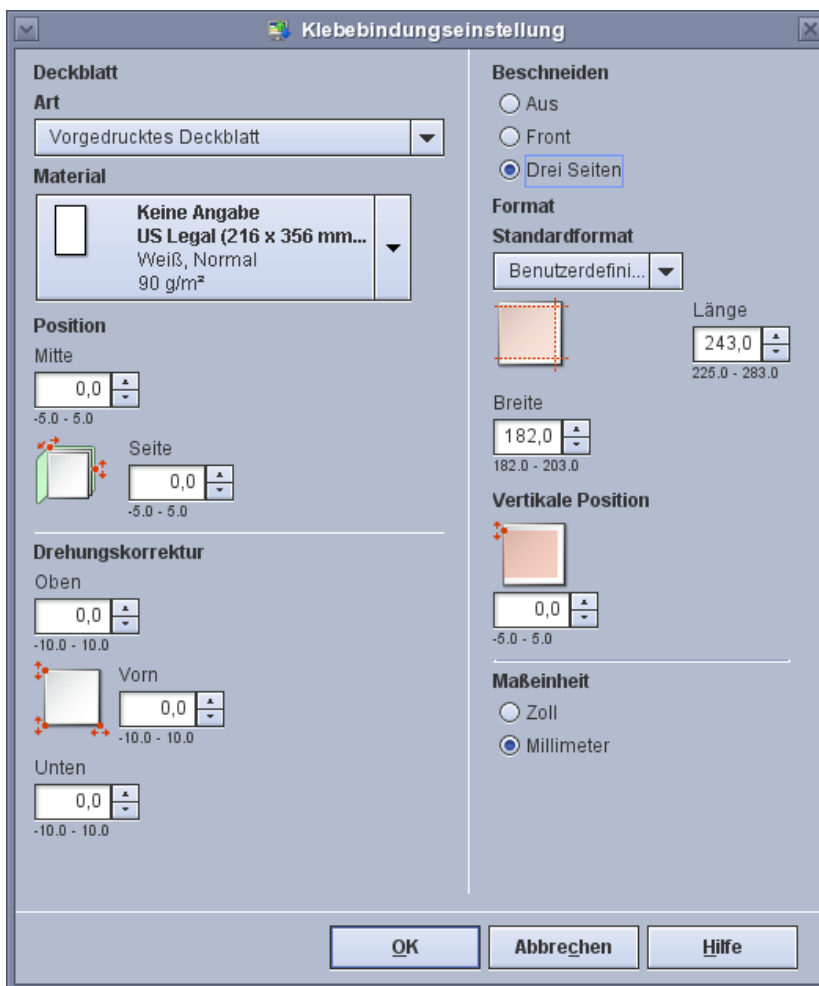 Klebebindungseinstellung
Deckblatt
Art
Vorgedrucktes Deckblatt
Material
Keine Angabe
US Legal (216 x 356 mm...
Weiß, Normal
90 g/m²
Position
Mitte
0,0
-5.0 - 5.0
Seite
0,0
-5.0 - 5.0
Drehungskorrektur
Oben
0,0
-10.0 - 10.0
Vorn
0,0
-10.0 - 10.0
Unten
0,0
-10.0 - 10.0
Beschneiden
Aus
Front
Drei Seiten
Format
Standardformat
Benutzerdefini...
Länge
243,0
225.0 - 283.0
Breite
182,0
182.0 - 203.0
Vertikale Position
0,0
-5.0 - 5.0
Maßeinheit
Zoll
Millimeter
OK
Abbrechen
Hilfe